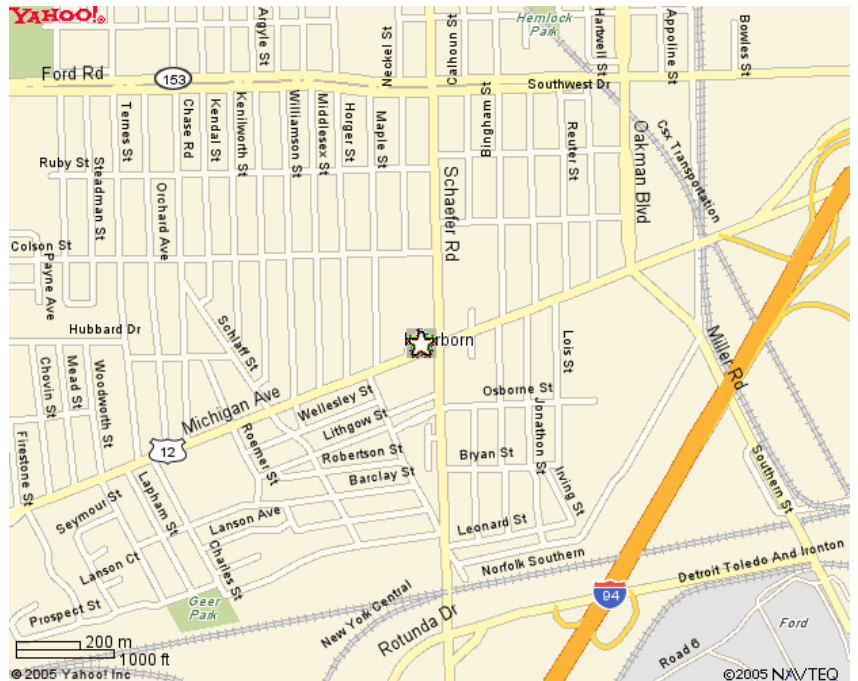 YAHOO!
Argyle St
Neckel St
Calhoun St
Hemlock Park
Hartwell St
Appoline St
Bowles St
Ford Rd
153
Southwest Dr
Ternes St
Chase Rd
Kendal St
Kenilworth St
Williamson St
Middlesex St
Horger St
Maple St
Bingham St
Reuter St
Oakman Blvd
Csx Transportation
Ruby St
Steadman St
Orchard Ave
Schaefer Rd
Colson St
Payne Ave
Hubbard Dr
Schlaff St
rborn
Lois St
Miller Rd
Chovin St
Mead St
Woodworth St
Michigan Ave
Wellesley St
Osborne St
12
Lithgow St
Jonathon St
Firestone St
Roemer St
Robertson St
Bryan St
Barclay St
Irving St
Southern St
Seymour St
Lapham St
Lanson Ave
Leonard St
Lanson Ct
Charles St
Norfolk Southern
Detroit Toledo And Ironton
Prospect St
Geer Park
New York Central
Rotunda Dr
94
Ford
Road 6
200 m
1000 ft
© 2005 Yahoo! Inc
©2005 NAVTEQ